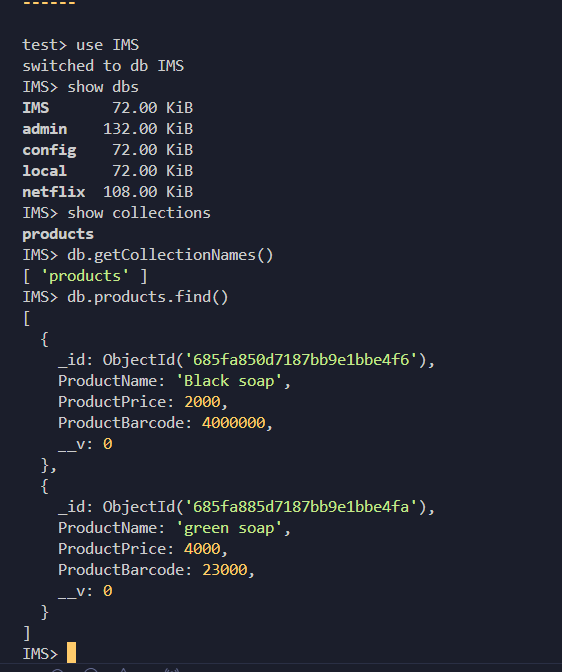 ------
test> use IMS
switched to db IMS
IMS> show dbs
IMS       72.00 KiB
admin    132.00 KiB
config    72.00 KiB
local     72.00 KiB
netflix  108.00 KiB
IMS> show collections
products
IMS> db.getCollectionNames()
[ 'products' ]
IMS> db.products.find()
[
  {
    _id: ObjectId('685fa850d7187bb9e1bbe4f6'),
    ProductName: 'Black soap',
    ProductPrice: 2000,
    ProductBarcode: 4000000,
    __v: 0
  },
  {
    _id: ObjectId('685fa885d7187bb9e1bbe4fa'),
    ProductName: 'green soap',
    ProductPrice: 4000,
    ProductBarcode: 23000,
    __v: 0
  }
]
IMS>